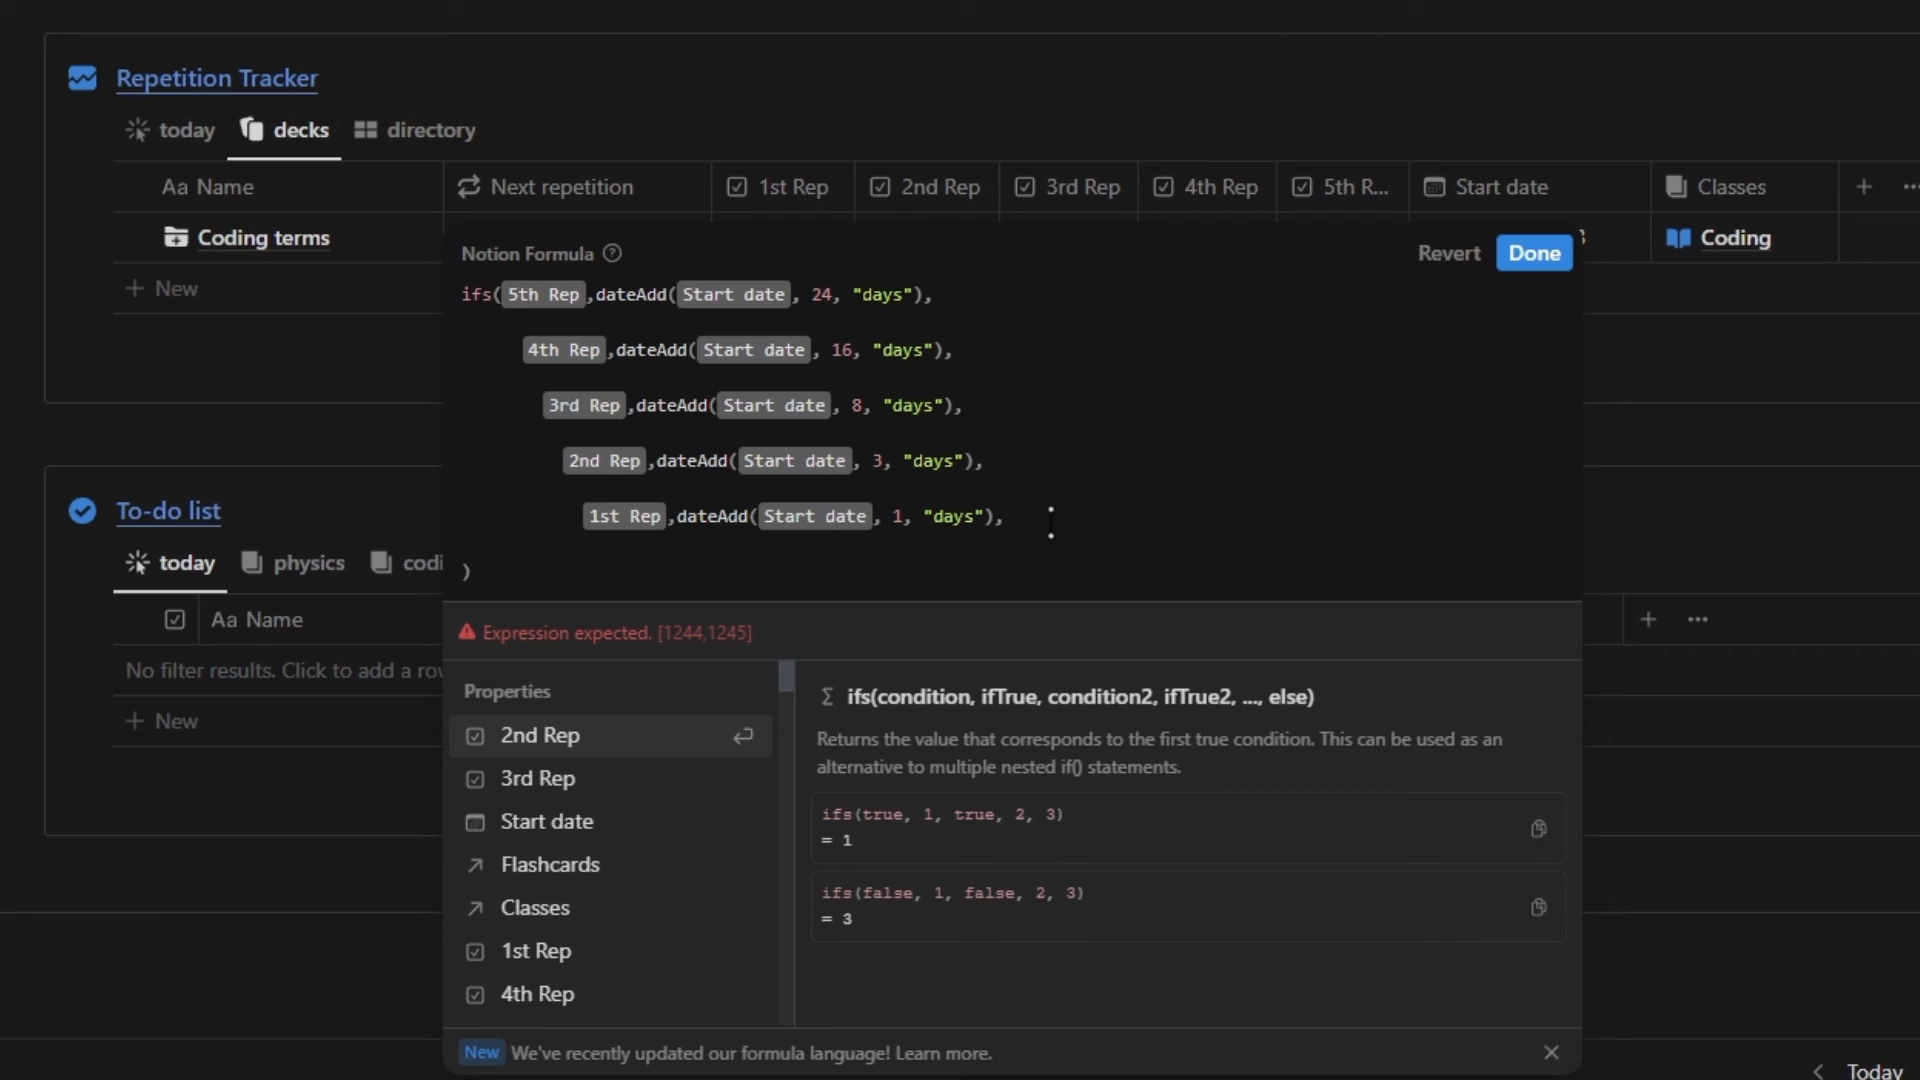 Repetition Tracker
today decks directory
Aa Name Next repetition 1st Rep 2nd Rep 3rd Rep 4th Rep 5th R... Start date Classes
Coding terms Coding
Notion Formula Revert Done
ifs( 5th Rep ,dateAdd( Start date , 24, "days"),
+ New
4th Rep ,dateAdd( Start date , 16, "days"),
3rd Rep ,dateAdd( Start date , 8, "days"),
2nd Rep ,dateAdd( Start date , 3, "days"),
To-do list
1st Rep ,dateAdd( Start date , 1, "days"),
today physics codi
)
Aa Name
Expression expected. [1244,1245]
No filter results. Click to add a rov
+ New
Properties
2nd Rep
3rd Rep
Start date
Flashcards
Classes
1st Rep
4th Rep
Σ ifs(condition, ifTrue, condition2, ifTrue2, ..., else)
Returns the value that corresponds to the first true condition. This can be used as an
alternative to multiple nested if() statements.
ifs(true, 1, true, 2, 3)
= 1
ifs(false, 1, false, 2, 3)
= 3
New We've recently updated our formula language! Learn more.
Today